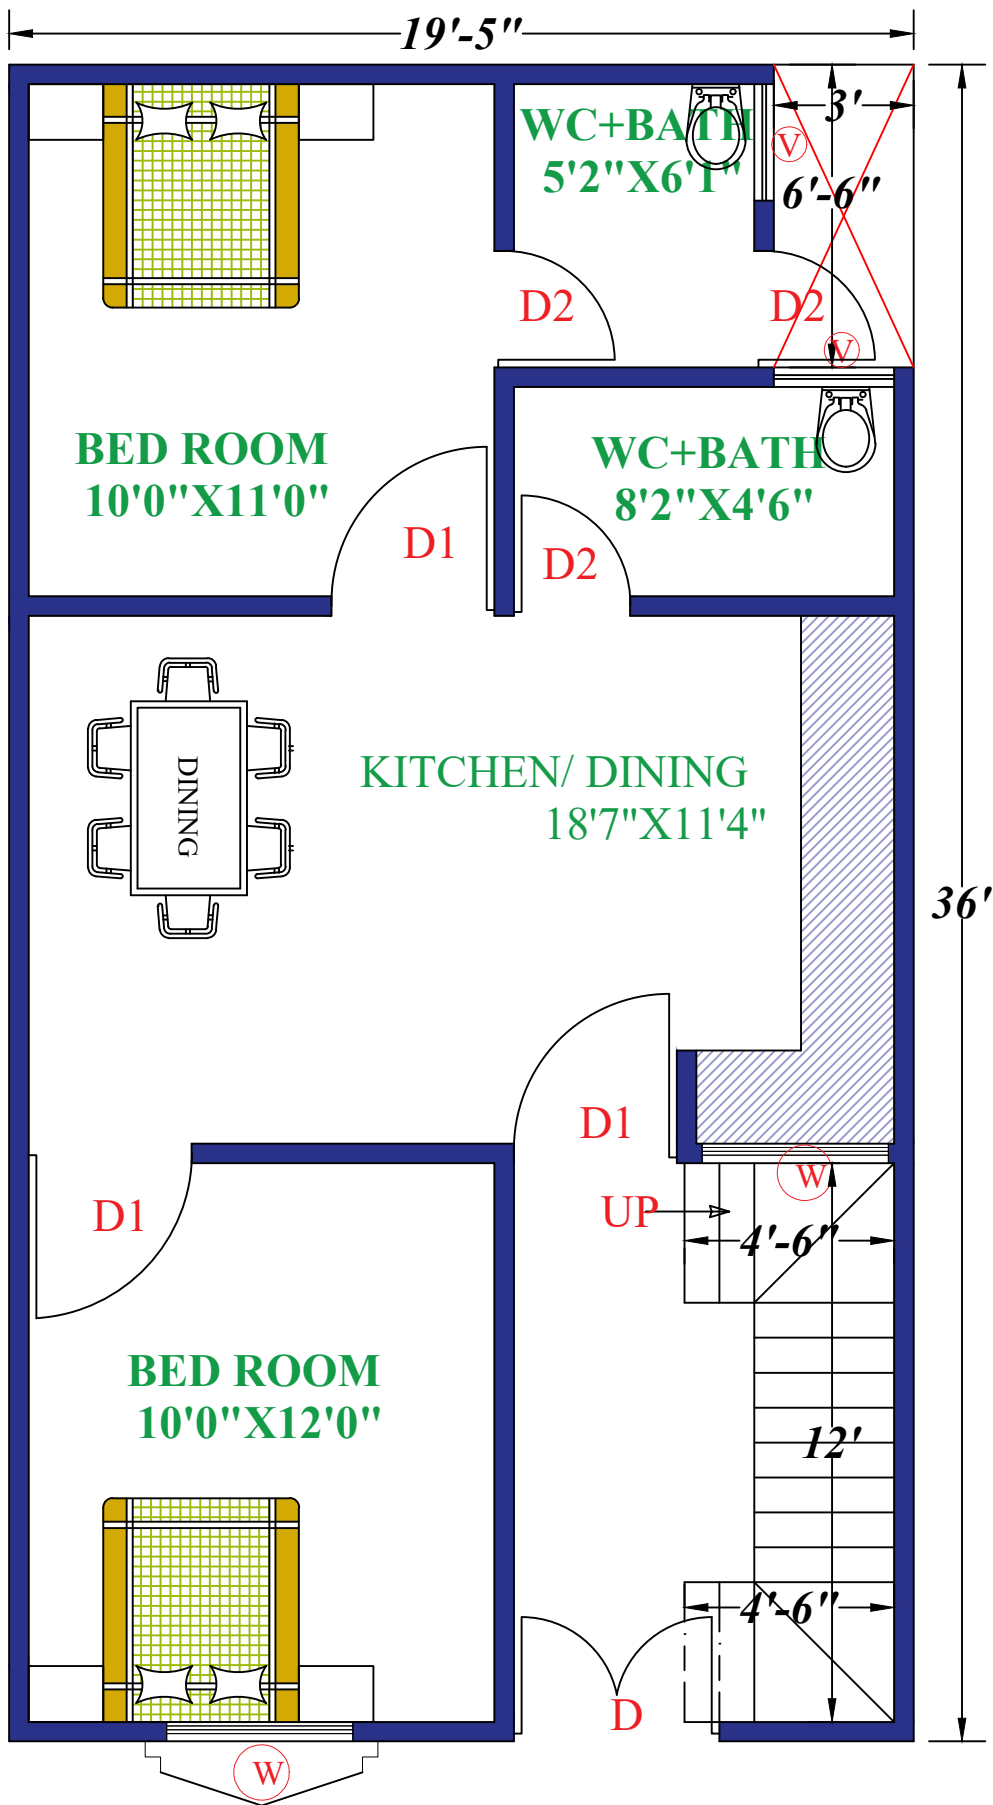 19'-5"
WC+BATH
5'2"X6'1"
V
3'
6'-6"
D2
D2
V
BED ROOM
10'0"X11'0"
WC+BATH
8'2"X4'6"
D1
D2
DINING
KITCHEN/ DINING
18'7"X11'4"
36'
D1
W
D1
UP
4'-6"
BED ROOM
10'0"X12'0"
12'
4'-6"
D
W